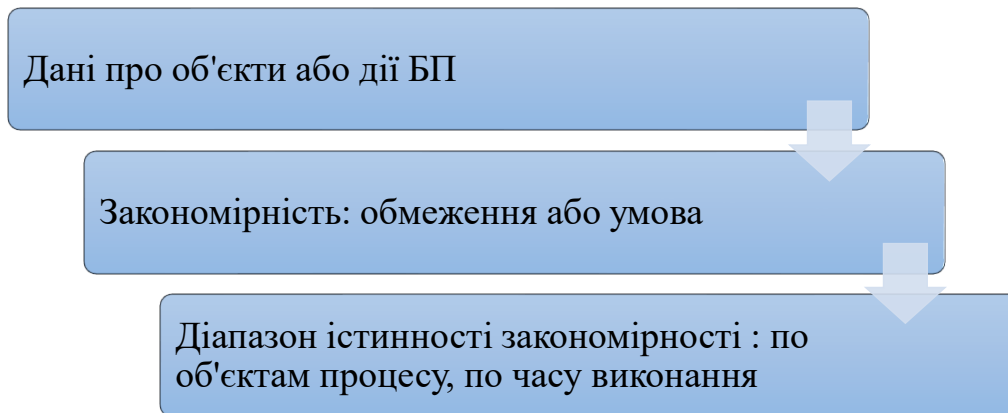 Дані про об'єкти або дії БП
Закономірність: обмеження або умова
Діапазон істинності закономірності : по
об'єктам процесу, по часу виконання